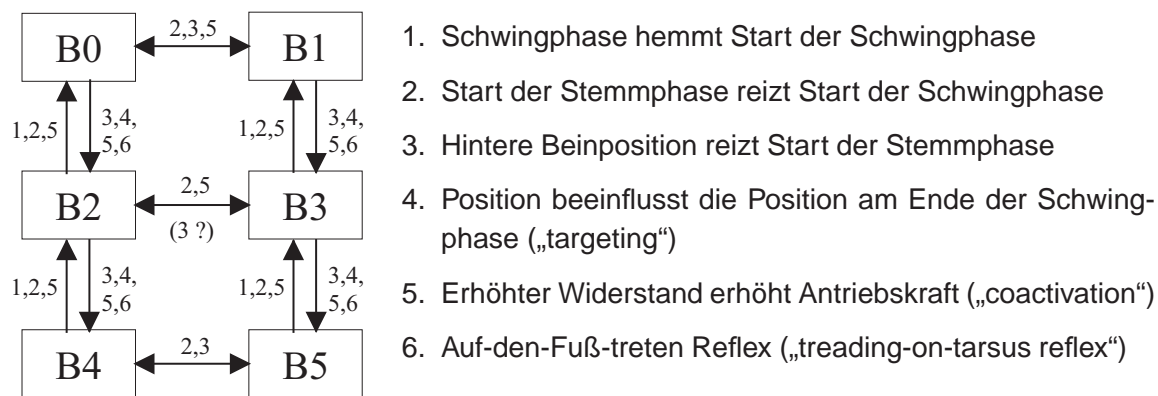 B0
2,3,5
B1
1,2,5
3,4,
5,6
1,2,5
3,4,
5,6
B2
2,5
(3 ?)
B3
1,2,5
3,4,
5,6
1,2,5
3,4,
5,6
B4
2,3
B5
1. Schwingphase hemmt Start der Schwingphase
2. Start der Stemmphase reizt Start der Schwingphase
3. Hintere Beinposition reizt Start der Stemmphase
4. Position beeinflusst die Position am Ende der Schwing-
phase („targeting“)
5. Erhöhter Widerstand erhöht Antriebskraft („coactivation“)
6. Auf-den-Fuß-treten Reflex („treading-on-tarsus reflex“)